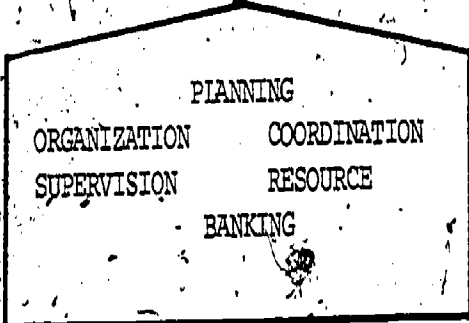 PLANNING
ORGANIZATION COORDINATION
SUPERVISION RESOURCE
BANKING